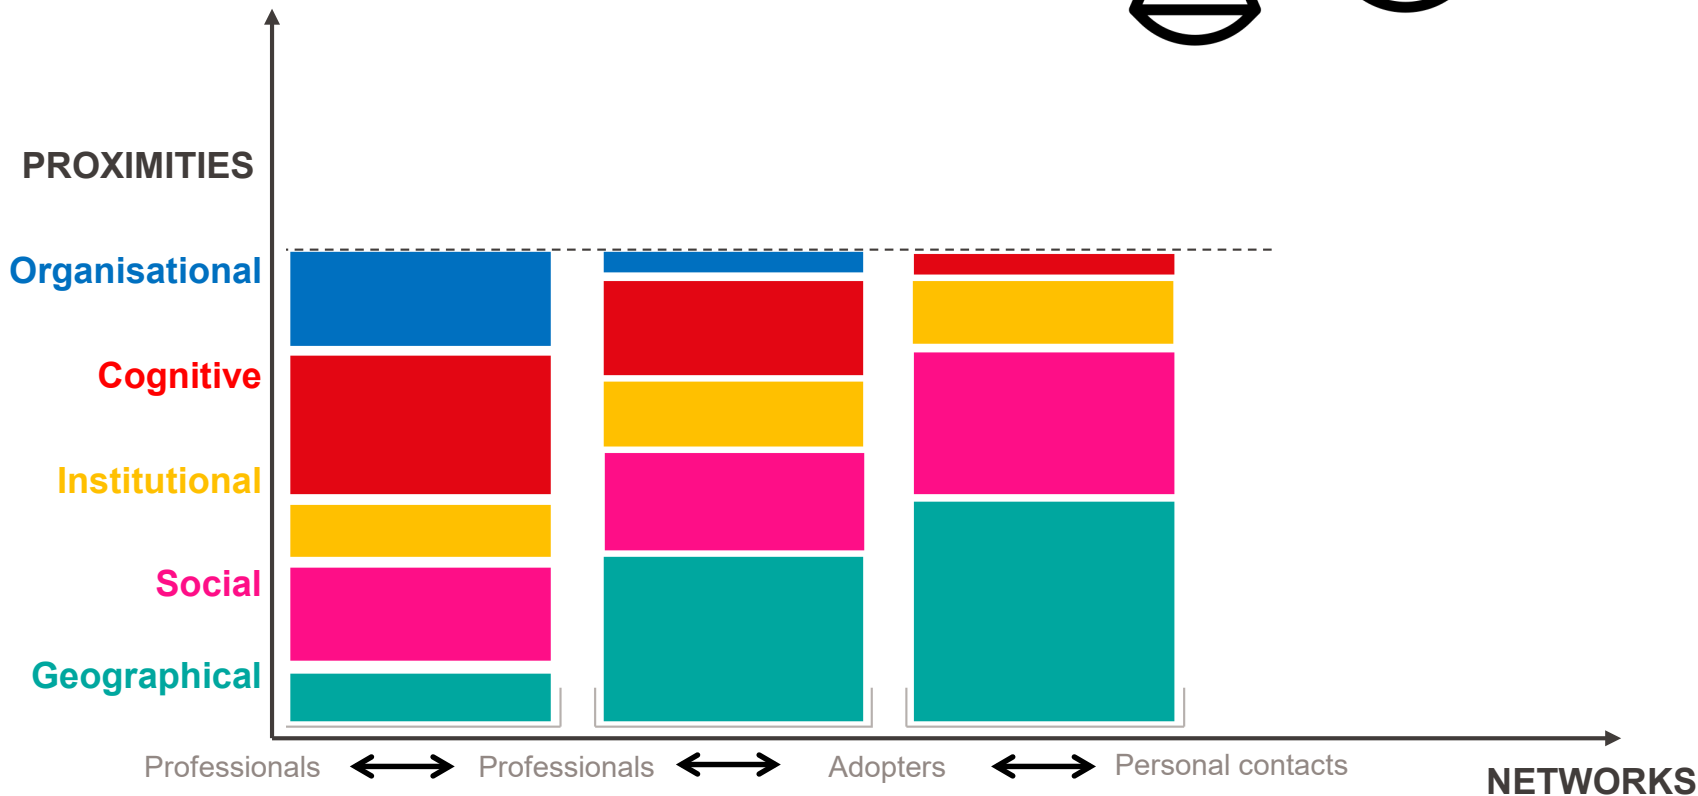 PROXIMITIES
Organisational
Cognitive
Institutional
Social
Geographical
Professionals
Professionals
Adopters
Personal contacts
NETWORKS